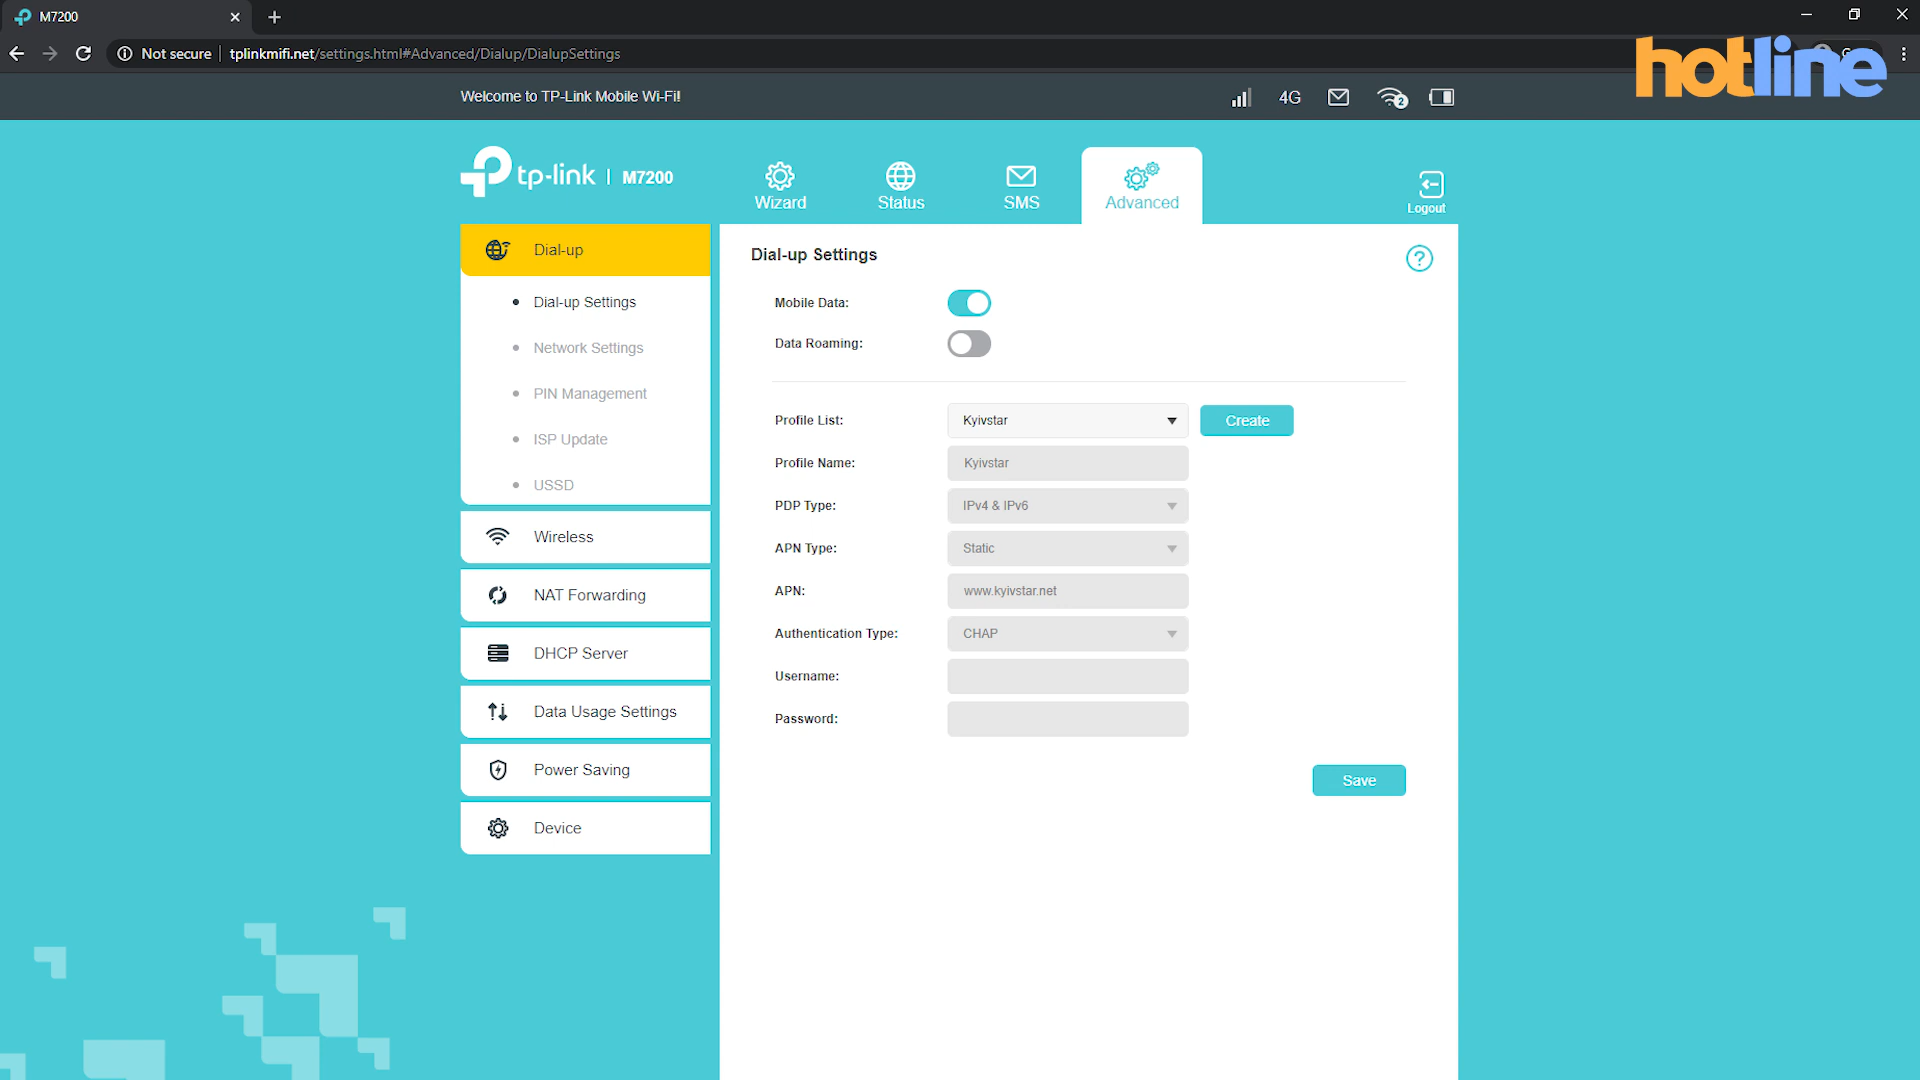 M7200
Not secure
tplinkmifi.net/settings.html#Advanced/Dialup/DialupSettings
hotline
Welcome to TP-Link Mobile Wi-Fi!
4G
2
tp-link | M7200
Wizard
Status
SMS
Advanced
Logout
Dial-up
Dial-up Settings
Network Settings
PIN Management
ISP Update
USSD
Wireless
NAT Forwarding
DHCP Server
Data Usage Settings
Power Saving
Device
Dial-up Settings
?
Mobile Data:
Data Roaming:
Profile List:
Kyivstar
Create
Profile Name:
Kyivstar
PDP Type:
IPv4 & IPv6
APN Type:
Static
APN:
www.kyivstar.net
Authentication Type:
CHAP
Username:
Password:
Save